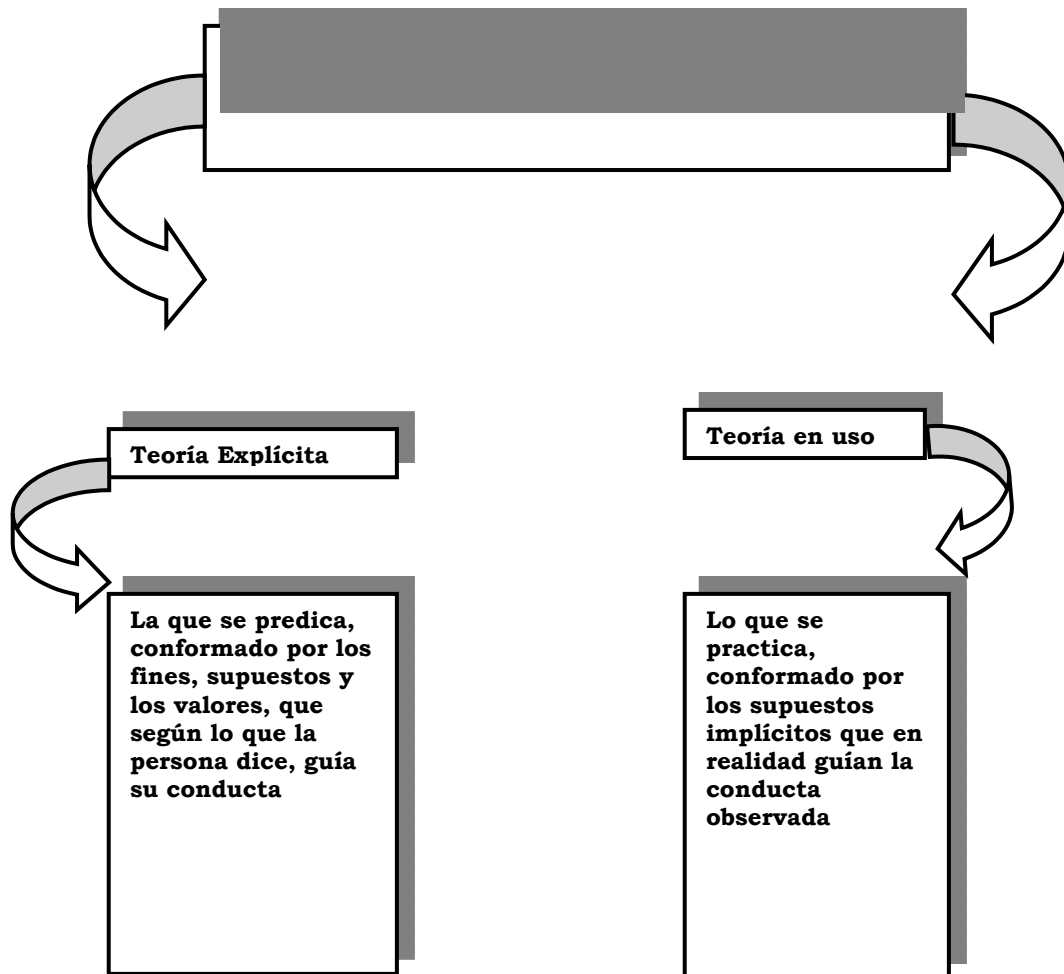 Teoría Explícita
Teoría en uso
La que se predica,
conformado por los
fines, supuestos y
los valores, que
según lo que la
persona dice, guía
su conducta
Lo que se
practica,
conformado por
los supuestos
implícitos que en
realidad guían la
conducta
observada